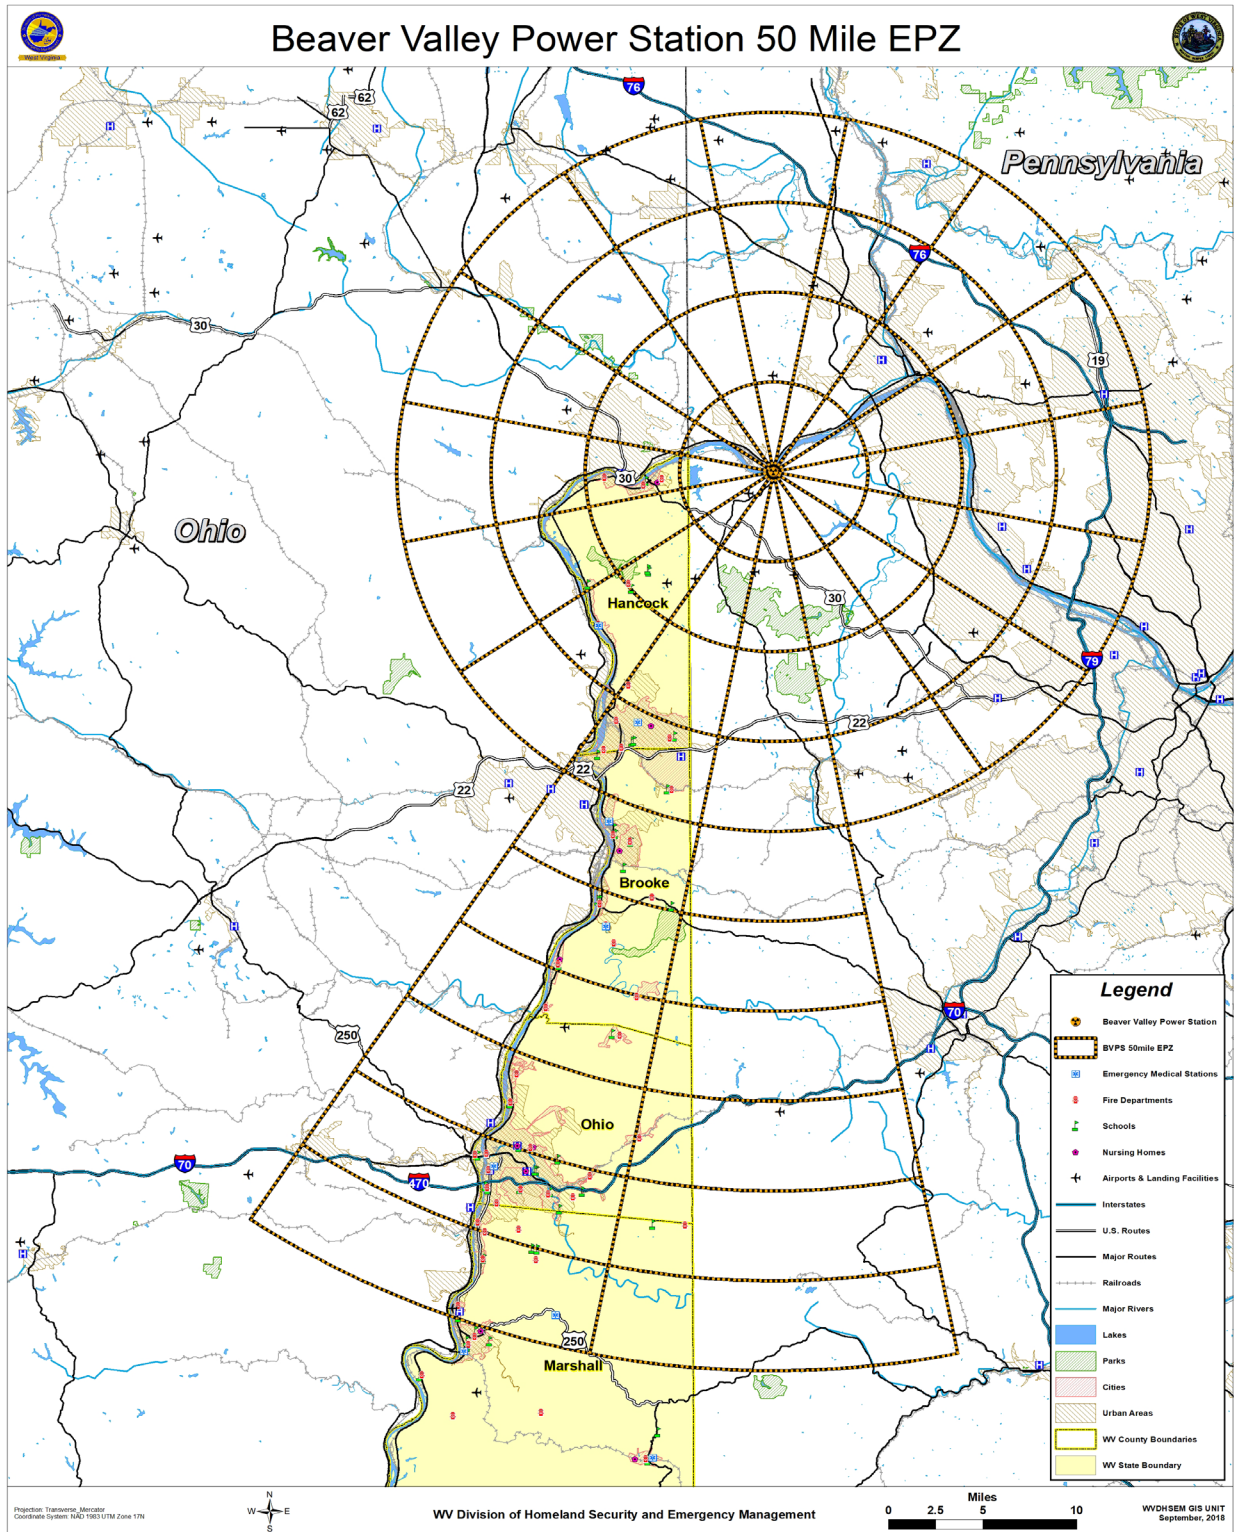 Beaver Valley Power Station 50 Mile EPZ
West Virginia
76
62
62
Pennsylvania
76
30
19
30
Ohio
30
Hancock
79
22
22
22
Brooke
70
250
Ohio
70
470
250
Marshall
Legend
Beaver Valley Power Station
BVPS 50mile EPZ
Emergency Medical Stations
Fire Departments
Schools
Nursing Homes
Airports & Landing Facilities
Interstates
U.S. Routes
Major Routes
Railroads
Major Rivers
Lakes
Parks
Cities
Urban Areas
WV County Boundaries
WV State Boundary
Projection: Transverse_Mercator
Coordinate System: NAD 1983 UTM Zone 17N
N
W E
S
WV Division of Homeland Security and Emergency Management
Miles
0 2.5 5 10
WVDHSEM GIS UNIT
September, 2018